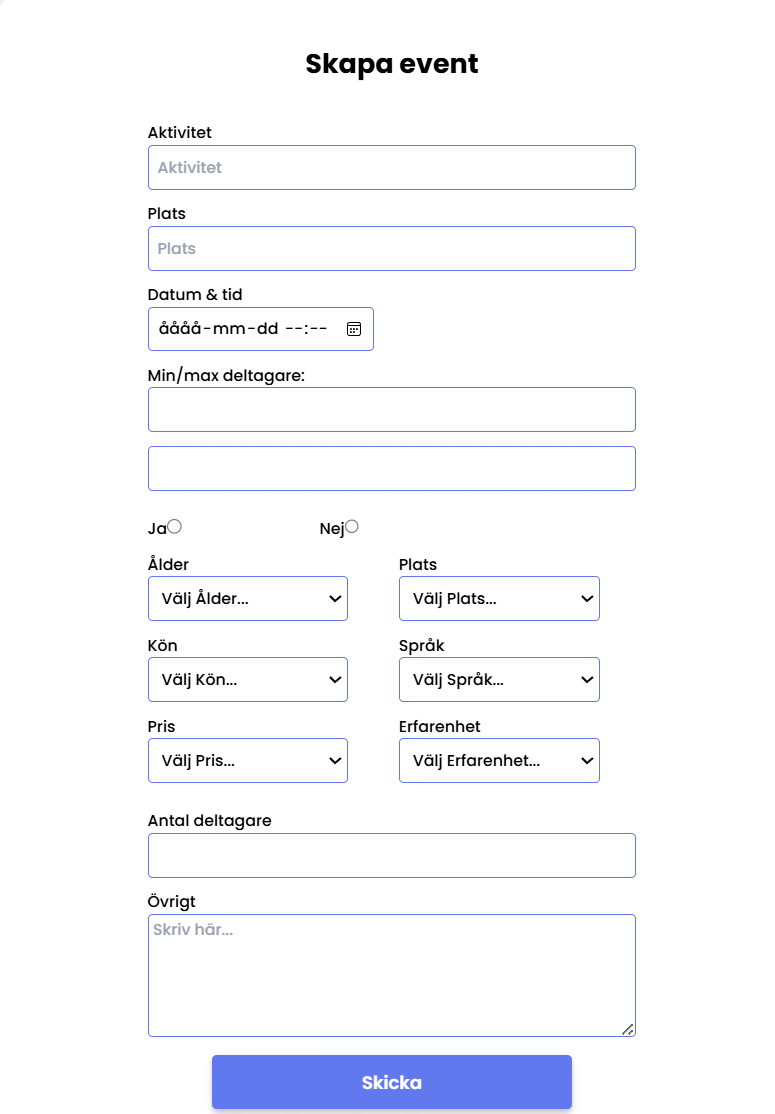 Skapa event
Aktivitet
Aktivitet
Plats
Plats
Datum & tid
åååå-mm-dd --:--
Min/max deltagare:
Ja Nej
Ålder Plats
Välj Ålder... Välj Plats...
Kön Språk
Välj Kön... Välj Språk...
Pris Erfarenhet
Välj Pris... Välj Erfarenhet...
Antal deltagare
Övrigt
Skriv här...
Skicka